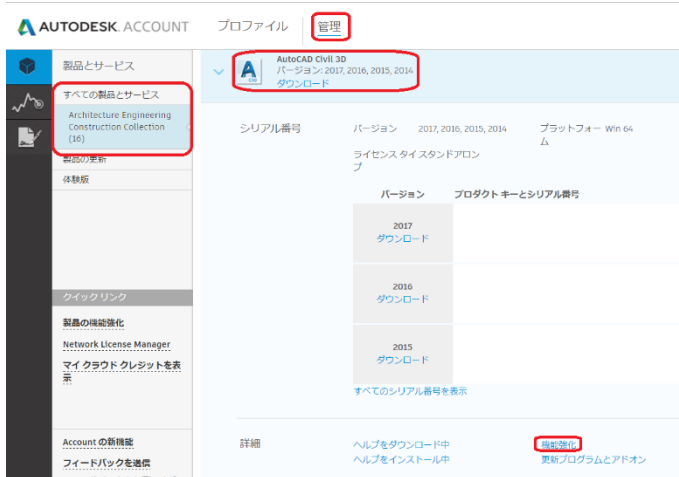 AUTODESK. ACCOUNT
プロファイル
管理
製品とサービス
すべての製品とサービス
Architecture Engineering
Construction Collection
(16)
製品の更新
体験版
クイック リンク
製品の機能強化
Network License Manager
マイ クラウド クレジットを表
示
Account の新機能
フィードバックを送信
AutoCAD Civil 3D
バージョン: 2017, 2016, 2015, 2014
ダウンロード
シリアル番号
バージョン 2017, 2016, 2015, 2014
プラットフォー Win 64
ム
ライセンス タイ スタンドアロン
プ
バージョン プロダクト キーとシリアル番号
2017
ダウンロード
2016
ダウンロード
2015
ダウンロード
すべてのシリアル番号を表示
詳細
ヘルプをダウンロード中
機能強化
ヘルプをインストール中
更新プログラムとアドオン